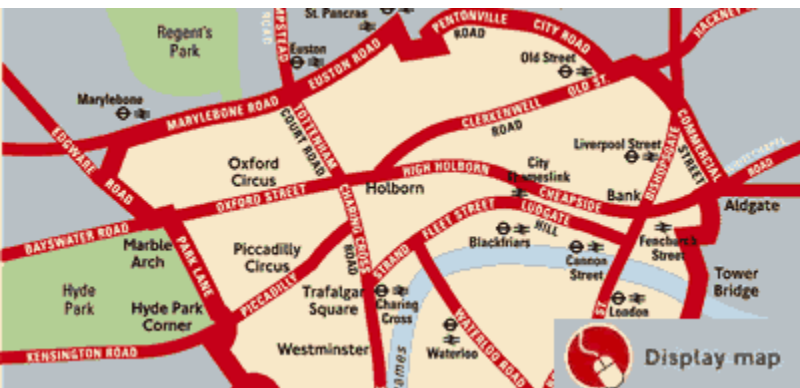 St. Pancras
PENTONVILLE
ROAD
CITY ROAD
HACKNEY
Regent's
Park
ROAD
Euston
EUSTON ROAD
Old Street
OLD ST.
Marylebone
MARYLEBONE ROAD
TOTTENHAM
COURT ROAD
CLERKENWELL
ROAD
COMMERCIAL
STREET
Liverpool Street
BISHOPSGATE
WHITECHAPEL
ROAD
EDGWARE
ROAD
Oxford
Circus
OXFORD STREET
HIGH HOLBORN
Holborn
City
CHEAPSIDE
Bank
Aldgate
BAYSWATER ROAD
Marble
Arch
PARK LANE
CHARING CROSS
ROAD
STRAND
FLEET STREET
LUDGATE
HILL
Blackfriars
Fenchurch
Street
Piccadilly
Circus
PICCADILLY
Cannon
Street
Tower
Bridge
Hyde
Park
Hyde Park
Corner
Trafalgar
Square
Charing
Cross
WATERLOO ROAD
ST.
London
KENSINGTON ROAD
Westminster
Waterloo
Display map